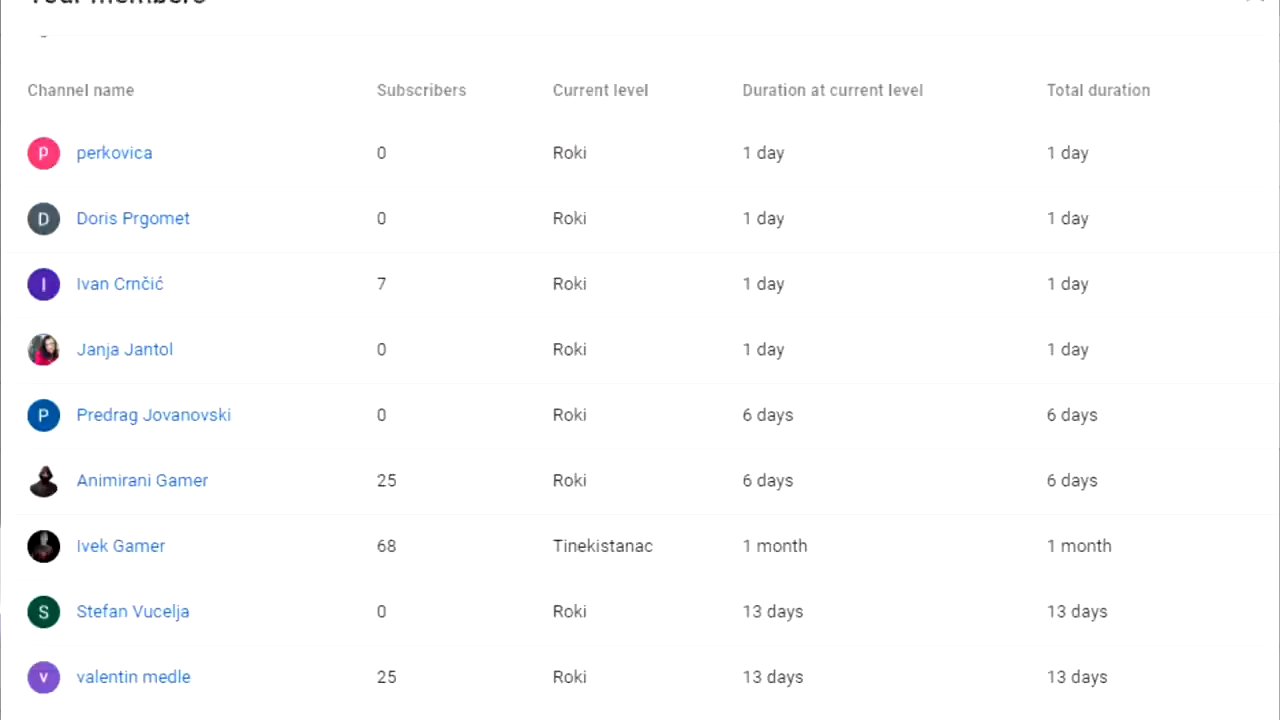 Your members
Channel name Subscribers Current level Duration at current level Total duration
P perkovica 0 Roki 1 day 1 day
D Doris Prgomet 0 Roki 1 day 1 day
I Ivan Crnčić 7 Roki 1 day 1 day
Janja Jantol 0 Roki 1 day 1 day
P Predrag Jovanovski 0 Roki 6 days 6 days
Animirani Gamer 25 Roki 6 days 6 days
Ivek Gamer 68 Tinekistanac 1 month 1 month
S Stefan Vucelja 0 Roki 13 days 13 days
v valentin medle 25 Roki 13 days 13 days